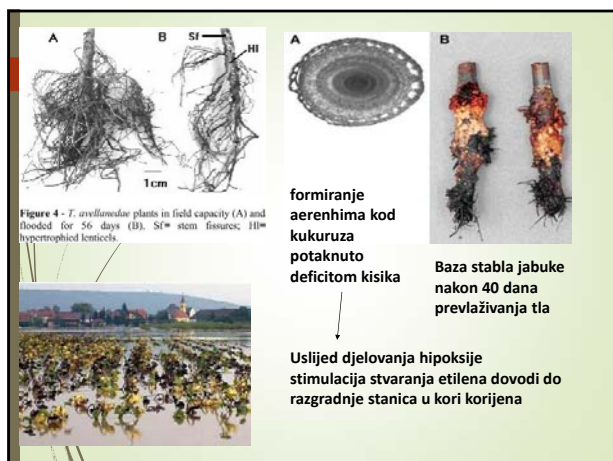 A
B
Sf
Hl
1cm
Figure 4 - T. avellanedae plants in field capacity (A) and
flooded for 56 days (B). Sf= stem fissures; Hl=
hypertrophied lenticels.
A
B
formiranje
aerenhima kod
kukuruza
potaknuto
deficitom kisika
Baza stabla jabuke
nakon 40 dana
prevlaživanja tla
Uslijed djelovanja hipoksije
stimulacija stvaranja etilena dovodi do
razgradnje stanica u kori korijena